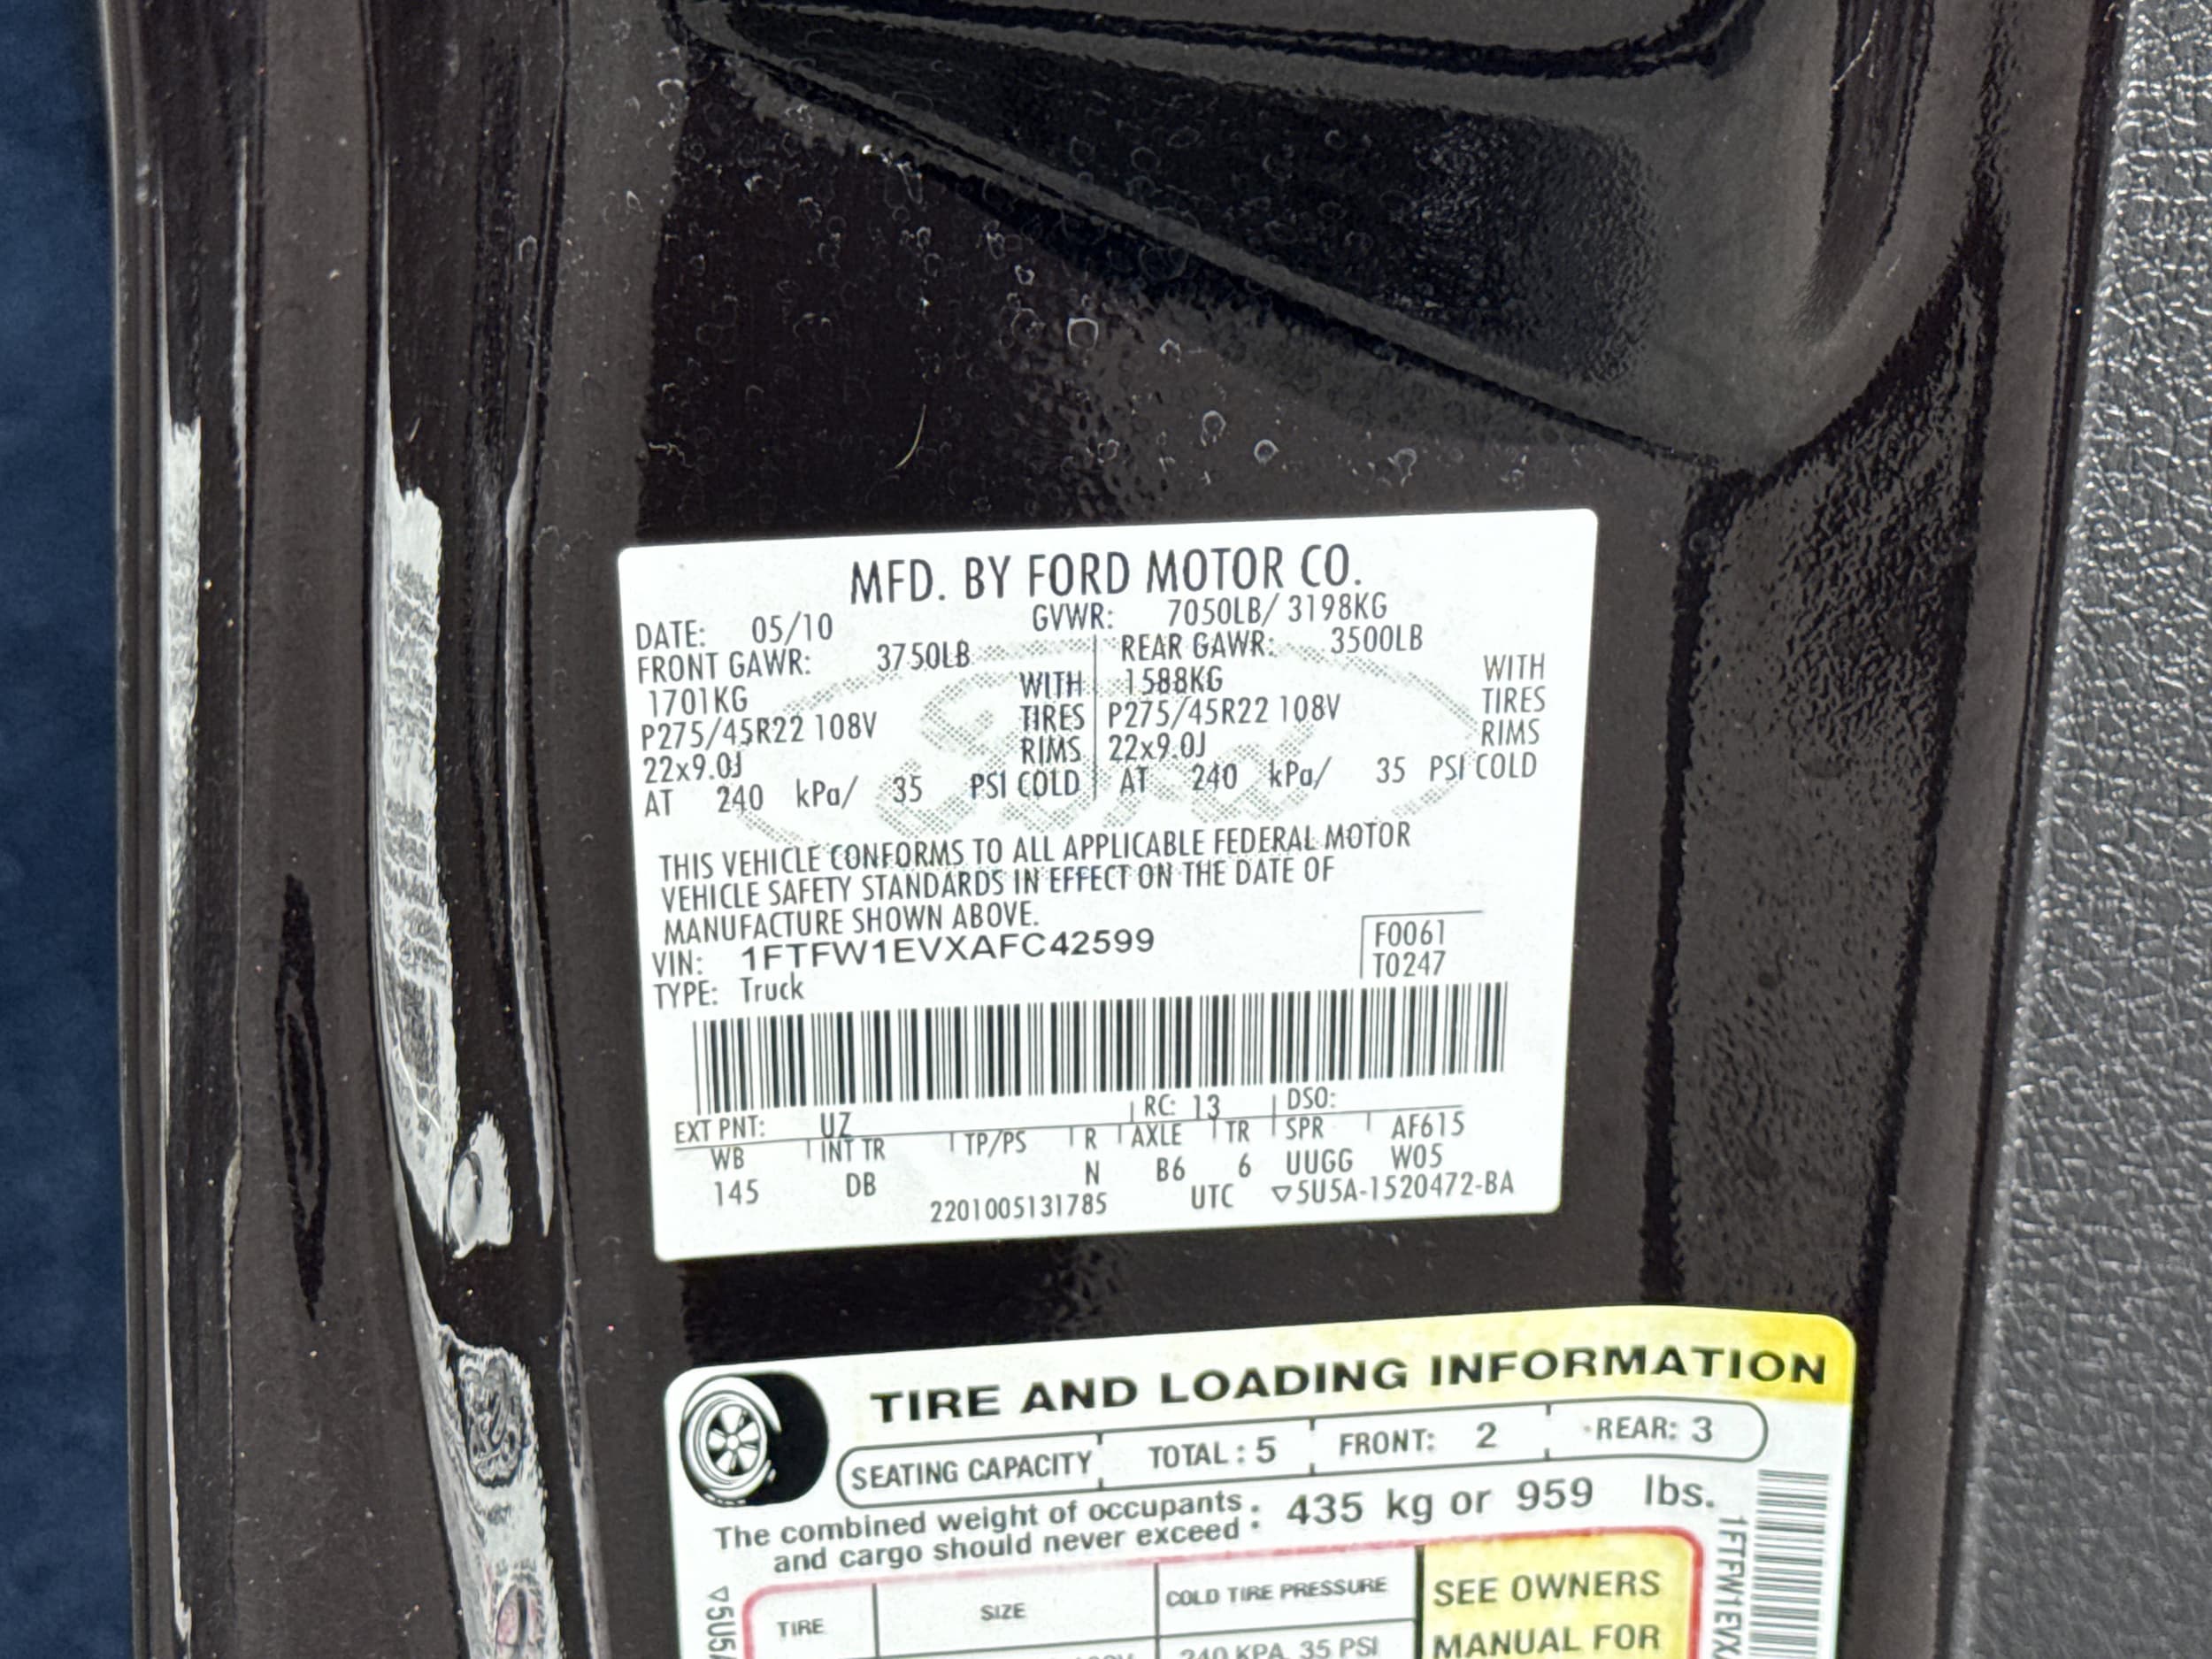 MFD. BY FORD MOTOR CO.
DATE: 05/10 GVWR: 7050LB/ 3198KG
FRONT GAWR: 3750LB REAR GAWR: 3500LB
1701KG WITH 1588KG WITH
P275/45R22 108V TIRES P275/45R22 108V TIRES
22x9.0J RIMS 22x9.0J RIMS
AT 240 kPa/ 35 PSI COLD AT 240 kPa/ 35 PSI COLD
Ford
THIS VEHICLE CONFORMS TO ALL APPLICABLE FEDERAL MOTOR
VEHICLE SAFETY STANDARDS IN EFFECT ON THE DATE OF
MANUFACTURE SHOWN ABOVE.
VIN: 1FTFW1EVXAFC42599 F0061
TYPE: Truck T0247
EXT PNT: UZ RC: 13 DSO:
WB INT TR TP/PS R AXLE TR SPR AF615
145 DB N B6 6 UUGG W05
2201005131785 UTC ▽5U5A-1520472-BA
TIRE AND LOADING INFORMATION
SEATING CAPACITY TOTAL : 5 FRONT: 2 REAR: 3
The combined weight of occupants : 435 kg or 959 lbs.
and cargo should never exceed :
TIRE SIZE COLD TIRE PRESSURE SEE OWNERS
240 KPA, 35 PSI MANUAL FOR
▽5U5
1FTFW1EVX